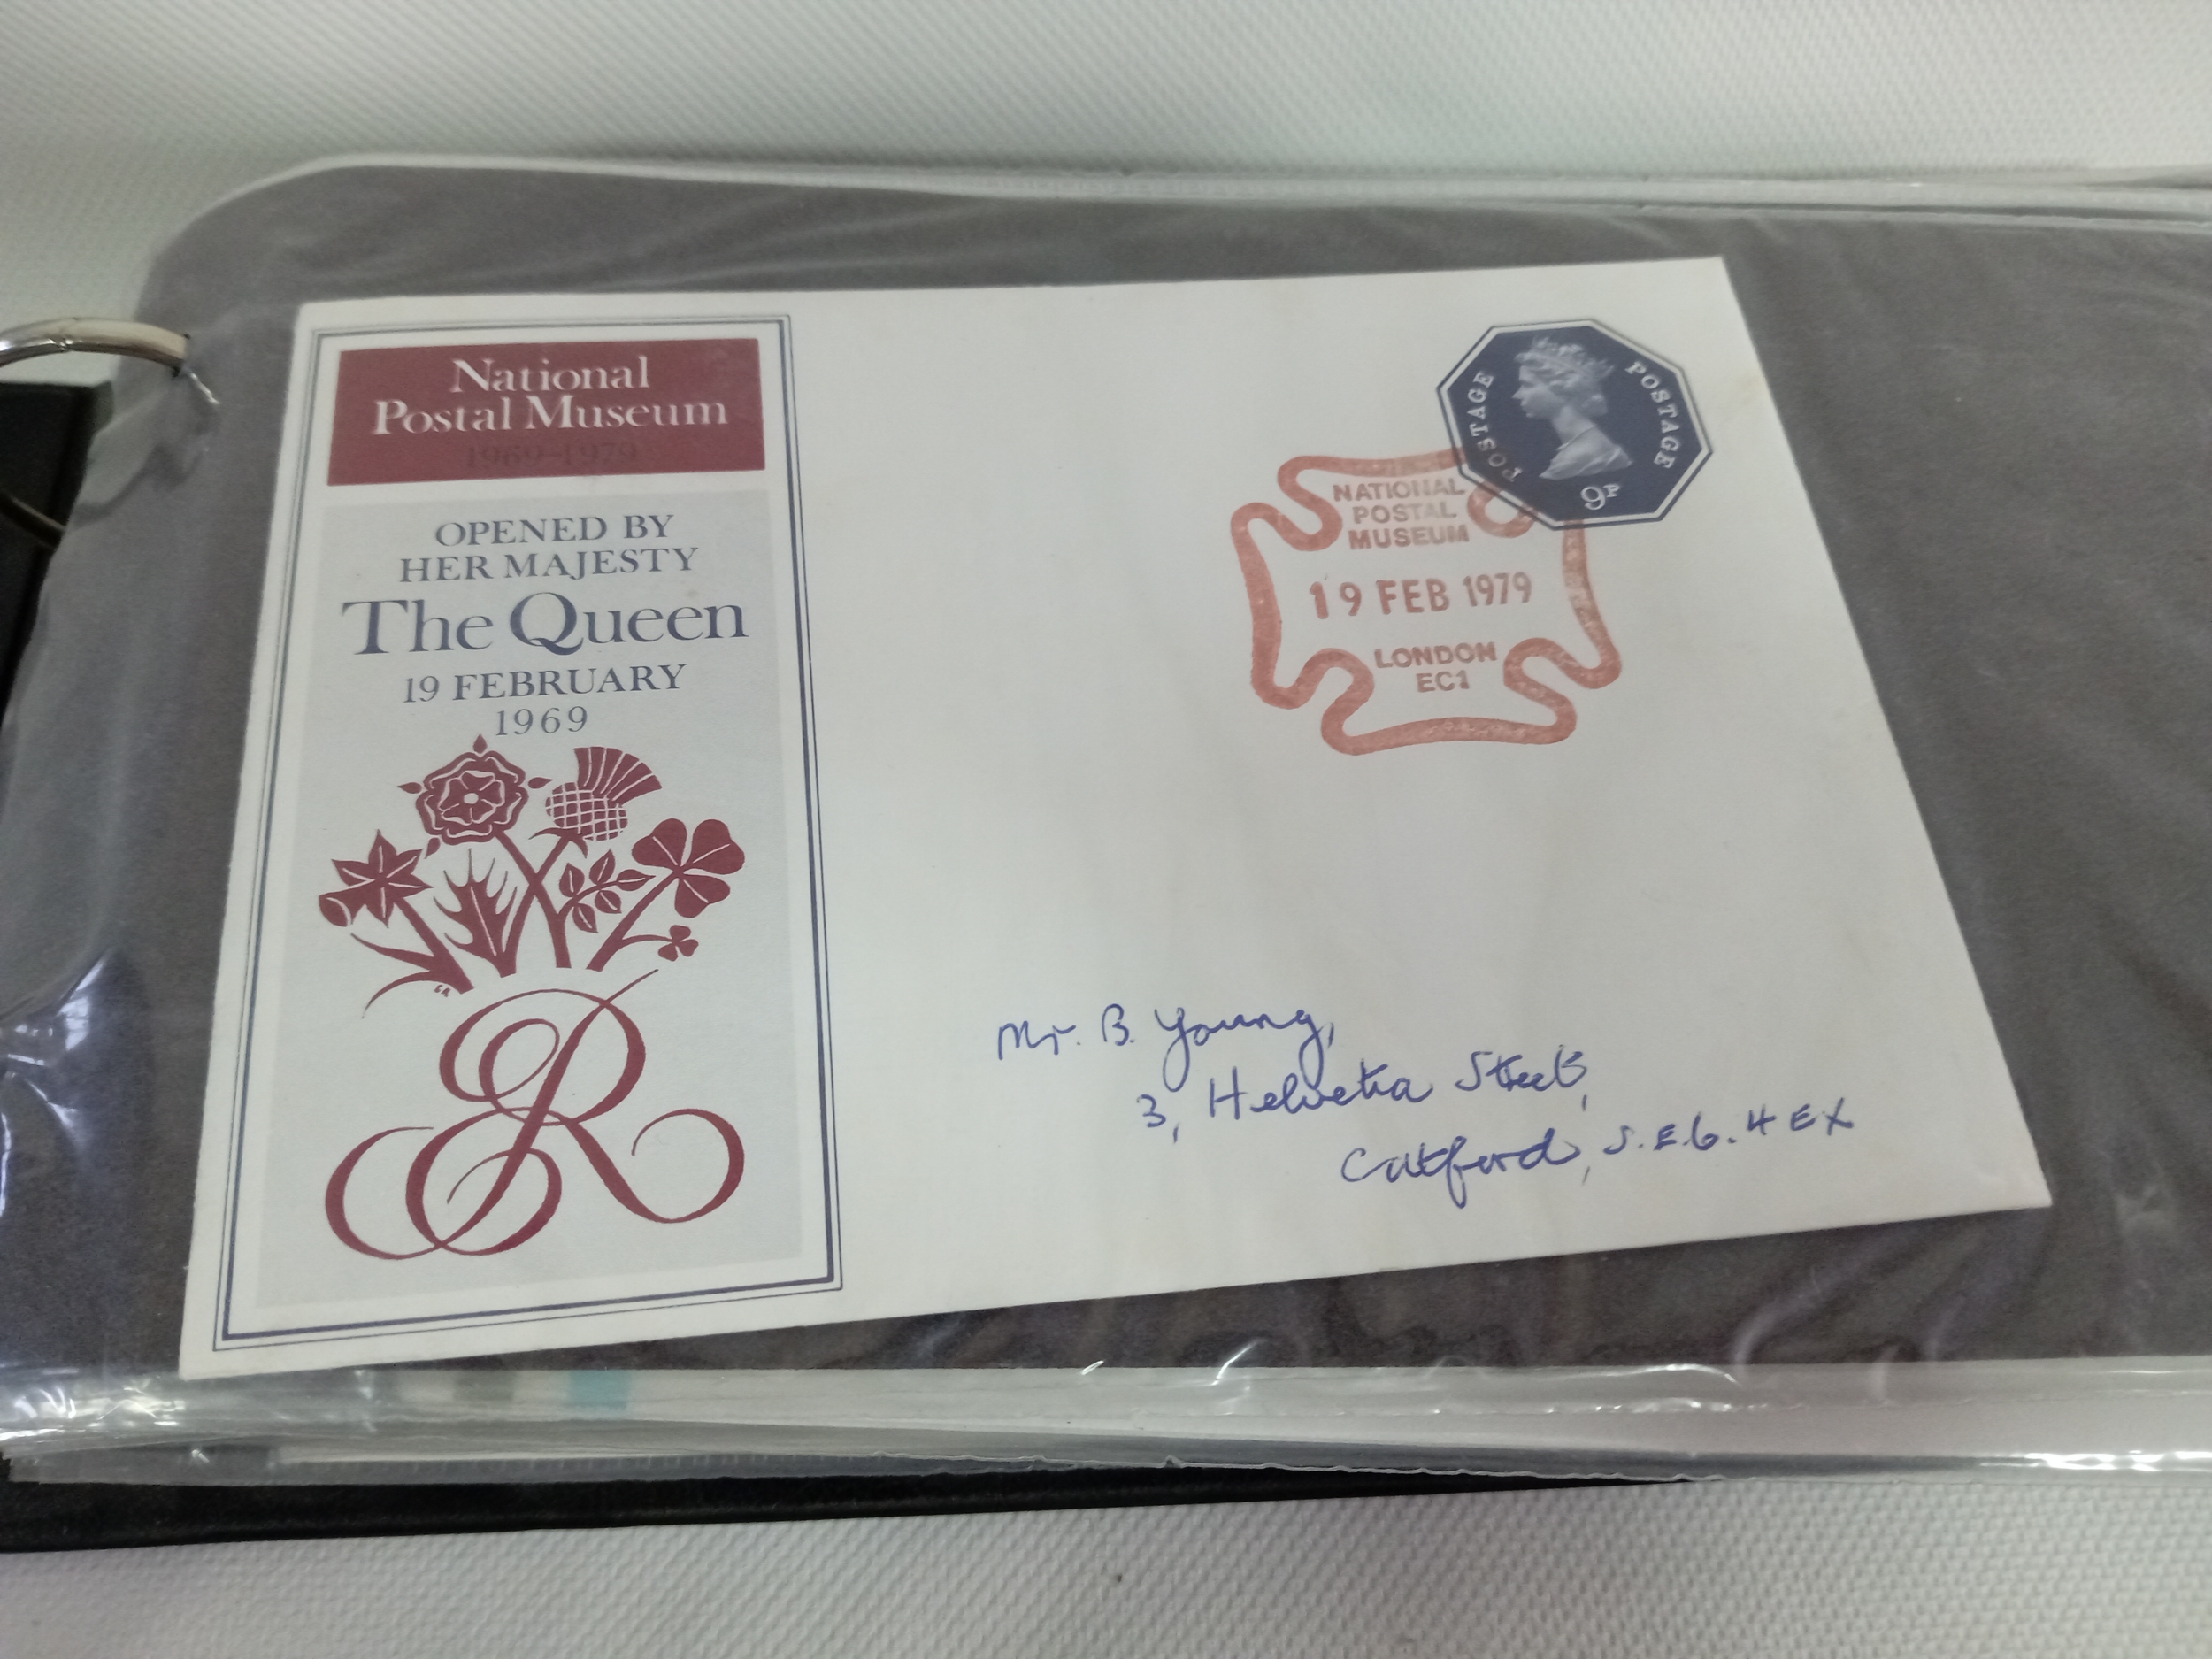 National
Postal Museum
1969-1979
OPENED BY
HER MAJESTY
The Queen
19 FEBRUARY
1969
ER
POSTAGE
POSTAGE
9P
NATIONAL
POSTAL
MUSEUM
19 FEB 1979
LONDON
EC1
Mr. B. Young,
3, Helvetia Street,
Catford, S.E.6. 4EX